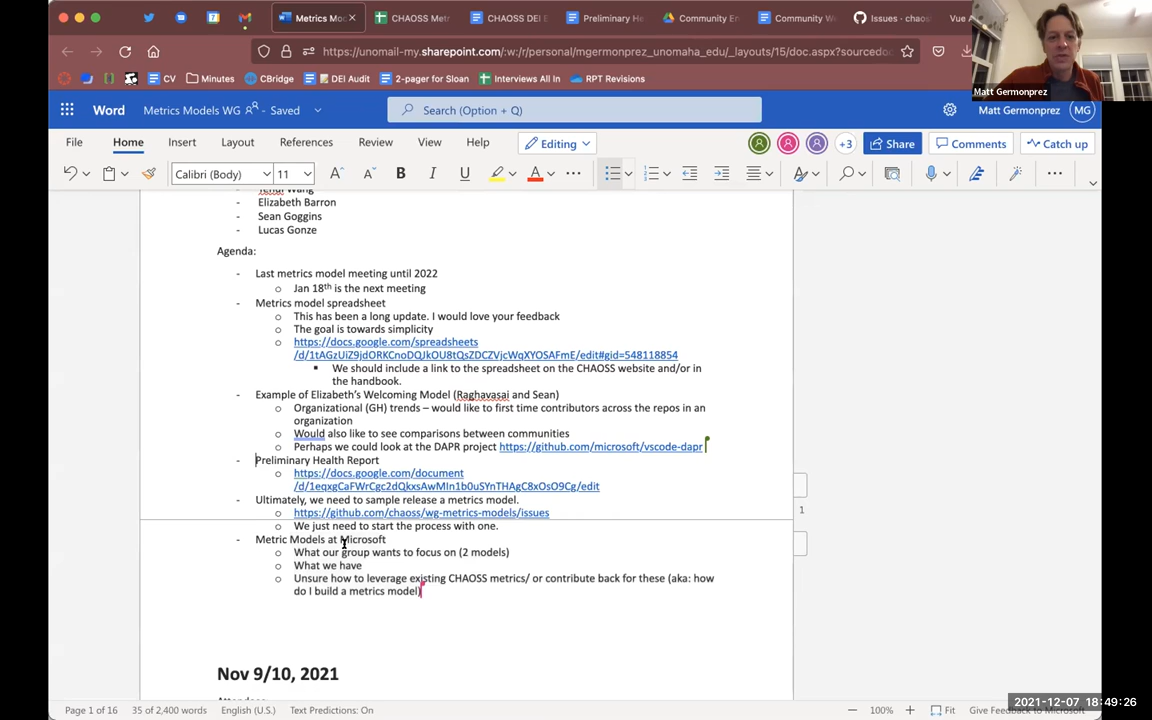 Metrics Mo
CHAOSS Metr
CHAOSS DEI E
Preliminary He
Community En
Community W
Issues · chaos
Vue A
https://unomail-my.sharepoint.com/:w:/r/personal/mgermonprez_unomaha_edu/_layouts/15/doc.aspx?sourcedoc
CV
Minutes
CBridge
DEI Audit
2-pager for Sloan
Interviews All In
RPT Revisions
Matt Germonprez
Word
Metrics Models WG
- Saved
Search (Option + Q)
Matt Germonprez
MG
File
Home
Insert
Layout
References
Review
View
Help
Editing
+3
Share
Comments
Catch up
Calibri (Body)
11
- Elizabeth Barron
- Sean Goggins
- Lucas Gonze
Agenda:
- Last metrics model meeting until 2022
o Jan 18th is the next meeting
- Metrics model spreadsheet
o This has been a long update. I would love your feedback
o The goal is towards simplicity
o https://docs.google.com/spreadsheets
/d/1tAGzUiZ9jdORKCnoDQJkOU8tQsZDCZVjcWqXYOSAFmE/edit#gid=548118854
▪ We should include a link to the spreadsheet on the CHAOSS website and/or in
the handbook.
- Example of Elizabeth's Welcoming Model (Raghavasai and Sean)
o Organizational (GH) trends – would like to first time contributors across the repos in an
organization
o Would also like to see comparisons between communities
o Perhaps we could look at the DAPR project https://github.com/microsoft/vscode-dapr
- Preliminary Health Report
o https://docs.google.com/document
/d/1eqxgCaFWrCgc2dQkxsAwMIn1b0uSYnTHAgC8xOsO9Cg/edit
- Ultimately, we need to sample release a metrics model.
o https://github.com/chaoss/wg-metrics-models/issues
o We just need to start the process with one.
- Metric Models at Microsoft
o What our group wants to focus on (2 models)
o What we have
o Unsure how to leverage existing CHAOSS metrics/ or contribute back for these (aka: how
do I build a metrics model)
1
Nov 9/10, 2021
Page 1 of 16
35 of 2,400 words
English (U.S.)
Text Predictions: On
100%
Fit
Give Feedback to Microsoft
2021-12-07 18:49:26